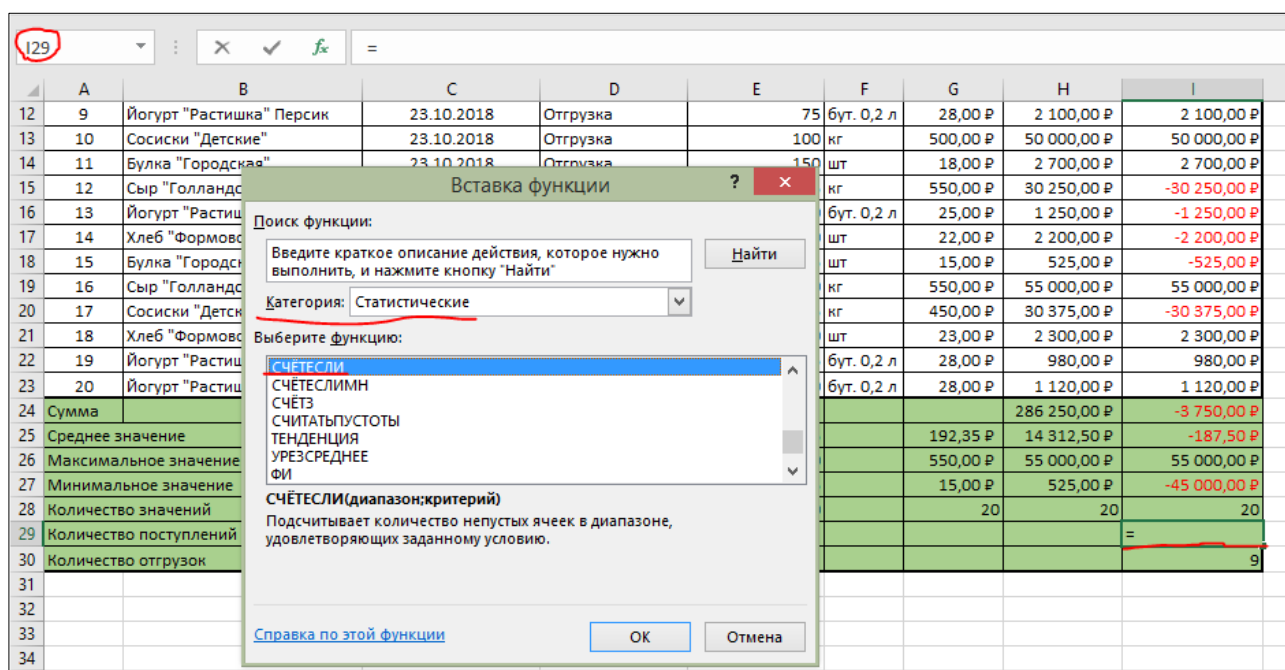 I29 fx =
A B C D E F G H I
12 9 Йогурт "Растишка" Персик 23.10.2018 Отгрузка 75 бут. 0,2 л 28,00 ₽ 2 100,00 ₽ 2 100,00 ₽
13 10 Сосиски "Детские" 23.10.2018 Отгрузка 100 кг 500,00 ₽ 50 000,00 ₽ 50 000,00 ₽
14 11 Булка "Городская" 23.10.2018 Отгрузка 150 шт 18,00 ₽ 2 700,00 ₽ 2 700,00 ₽
15 12 Сыр "Голландс кг 550,00 ₽ 30 250,00 ₽ -30 250,00 ₽
16 13 Йогурт "Растиш бут. 0,2 л 25,00 ₽ 1 250,00 ₽ -1 250,00 ₽
17 14 Хлеб "Формово шт 22,00 ₽ 2 200,00 ₽ -2 200,00 ₽
18 15 Булка "Городск шт 15,00 ₽ 525,00 ₽ -525,00 ₽
19 16 Сыр "Голландс кг 550,00 ₽ 55 000,00 ₽ 55 000,00 ₽
20 17 Сосиски "Детск кг 450,00 ₽ 30 375,00 ₽ -30 375,00 ₽
21 18 Хлеб "Формово шт 23,00 ₽ 2 300,00 ₽ 2 300,00 ₽
22 19 Йогурт "Растиш бут. 0,2 л 28,00 ₽ 980,00 ₽ 980,00 ₽
23 20 Йогурт "Растиш бут. 0,2 л 28,00 ₽ 1 120,00 ₽ 1 120,00 ₽
24 Сумма 286 250,00 ₽ -3 750,00 ₽
25 Среднее значение 192,35 ₽ 14 312,50 ₽ -187,50 ₽
26 Максимальное значение 550,00 ₽ 55 000,00 ₽ 55 000,00 ₽
27 Минимальное значение 15,00 ₽ 525,00 ₽ -45 000,00 ₽
28 Количество значений 20 20 20
29 Количество поступлений =
30 Количество отгрузок 9
31
32
33
34
Вставка функции ? ×
Поиск функции:
Введите краткое описание действия, которое нужно
выполнить, и нажмите кнопку "Найти"
Найти
Категория: Статистические
Выберите функцию:
СЧЁТЕСЛИ
СЧЁТЕСЛИМН
СЧЁТЗ
СЧИТАТЬПУСТОТЫ
ТЕНДЕНЦИЯ
УРЕЗСРЕДНЕЕ
ФИ
СЧЁТЕСЛИ(диапазон;критерий)
Подсчитывает количество непустых ячеек в диапазоне,
удовлетворяющих заданному условию.
Справка по этой функции
ОК Отмена